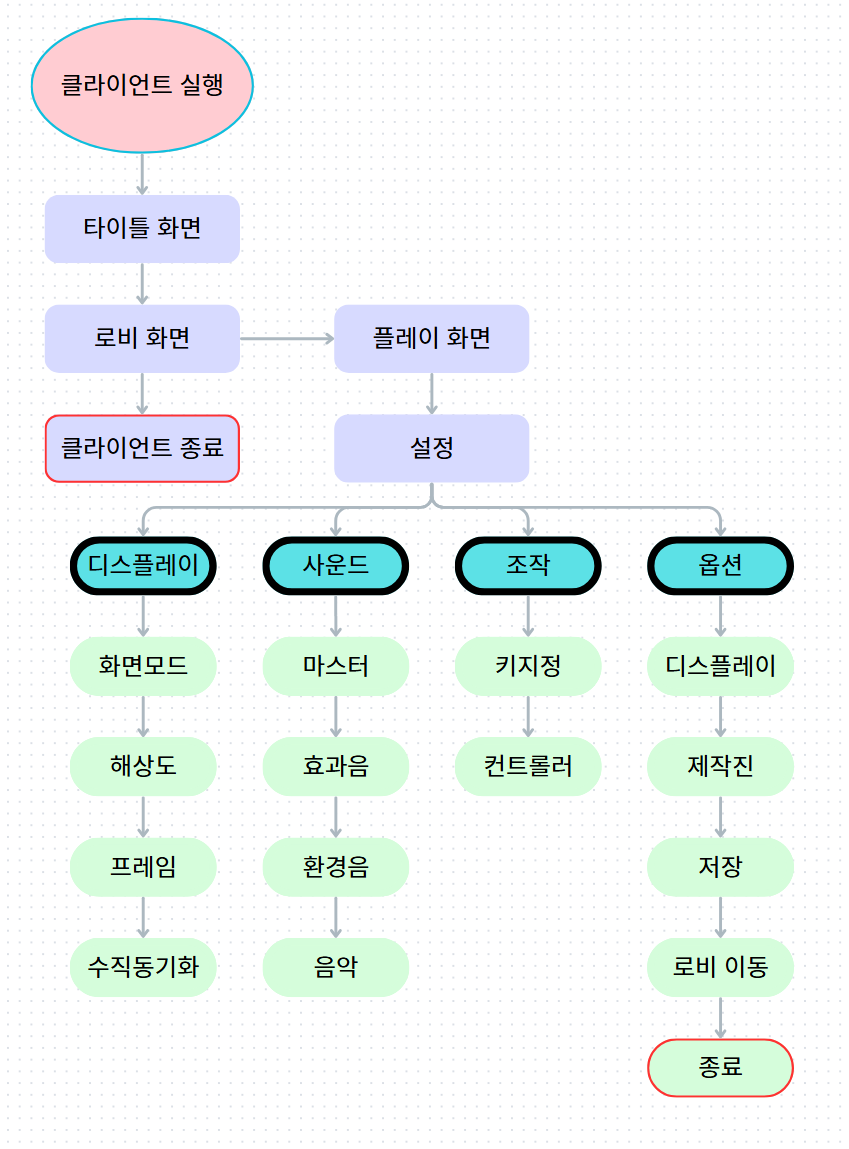 클라이언트 실행
타이틀 화면
로비 화면
플레이 화면
클라이언트 종료
설정
디스플레이
사운드
조작
옵션
화면모드
마스터
키지정
디스플레이
해상도
효과음
컨트롤러
제작진
프레임
환경음
저장
수직동기화
음악
로비 이동
종료